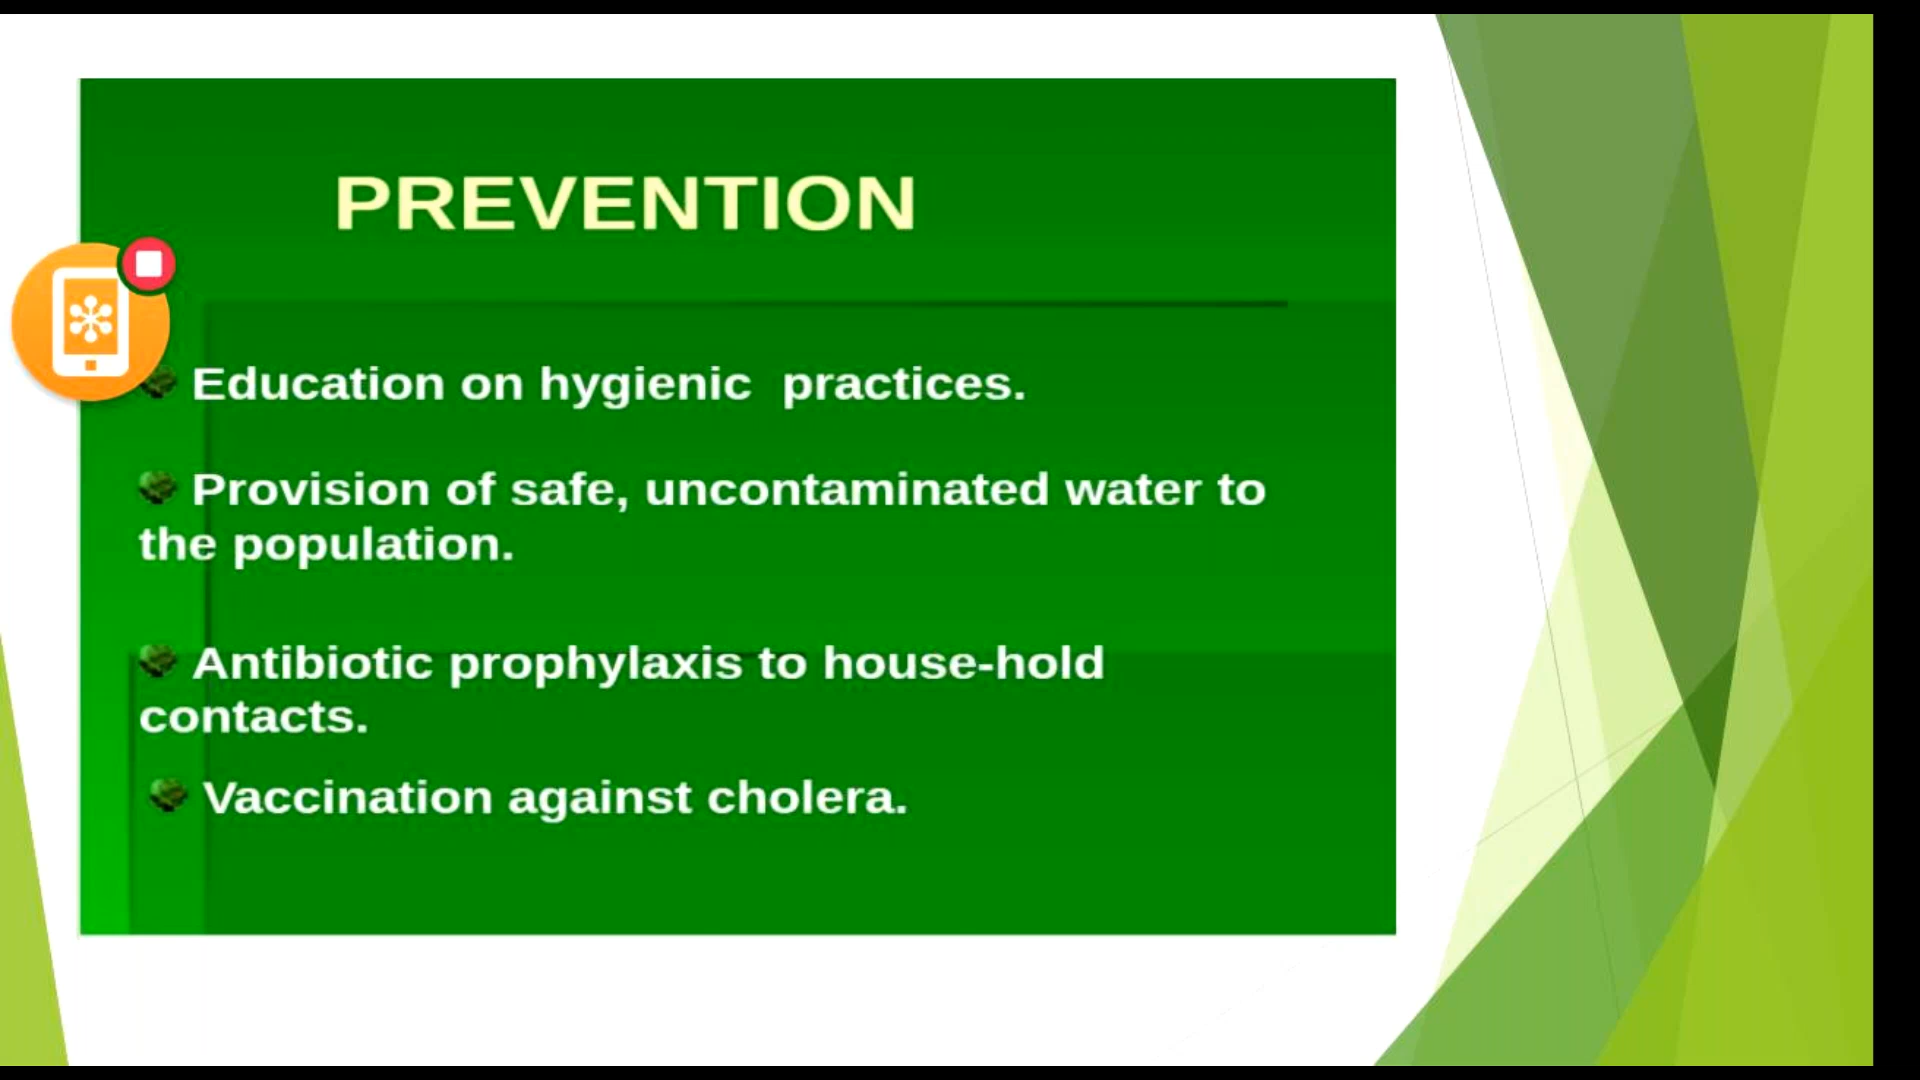 PREVENTION
Education on hygienic  practices.
Provision of safe, uncontaminated water to
the population.
Antibiotic prophylaxis to house-hold
contacts.
Vaccination against cholera.